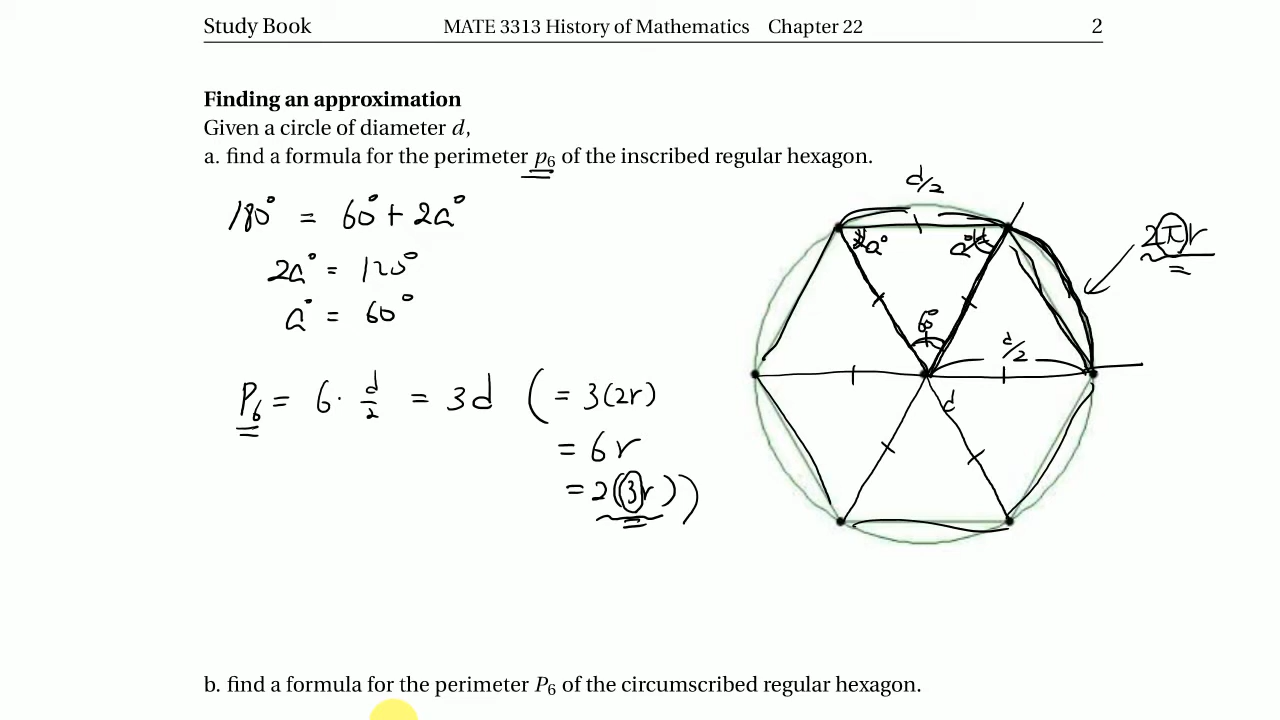 Study Book MATE 3313 History of Mathematics Chapter 22 2
Finding an approximation
Given a circle of diameter d,
a. find a formula for the perimeter p₆ of the inscribed regular hexagon.
180° = 60° + 2a°
2a° = 120°
a° = 60°
P₆ = 6 · d/2 = 3d ( = 3(2r)
= 6r
= 2(3r))
d/2
a° a°
60°
d/2
d
2πr
b. find a formula for the perimeter P₆ of the circumscribed regular hexagon.